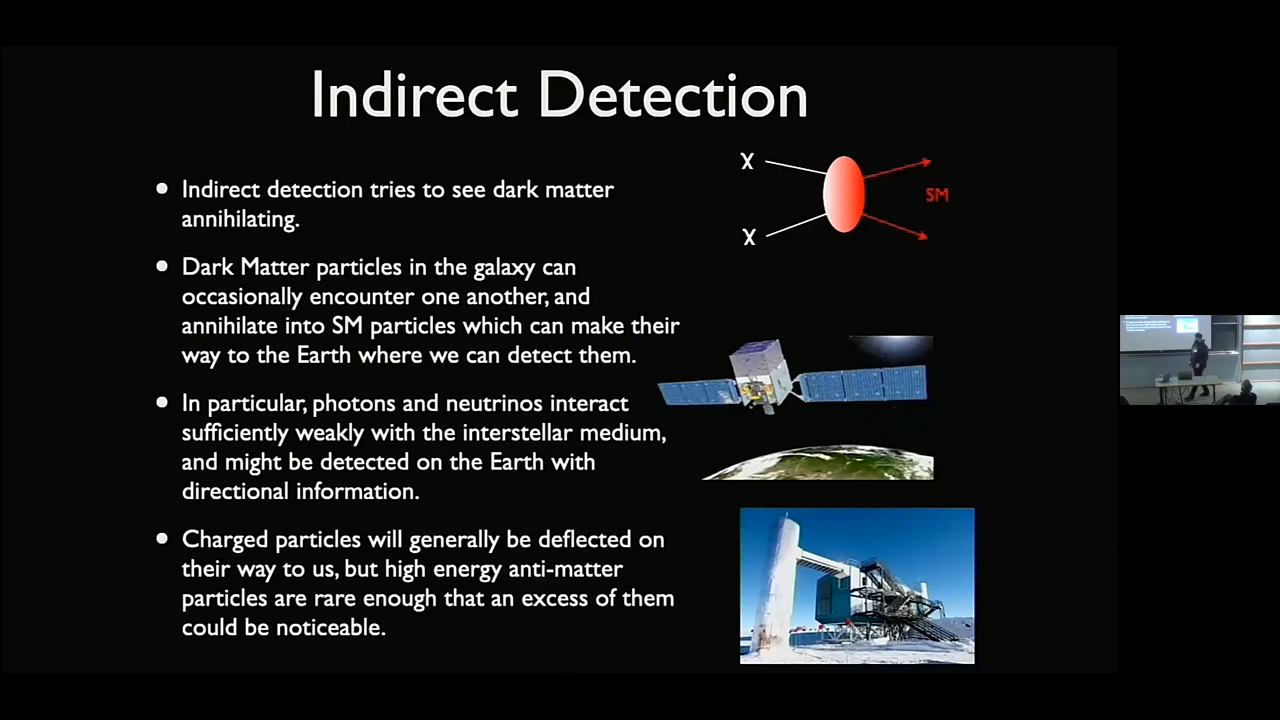 Indirect Detection
• Indirect detection tries to see dark matter
annihilating.
• Dark Matter particles in the galaxy can
occasionally encounter one another, and
annihilate into SM particles which can make their
way to the Earth where we can detect them.
• In particular, photons and neutrinos interact
sufficiently weakly with the interstellar medium,
and might be detected on the Earth with
directional information.
• Charged particles will generally be deflected on
their way to us, but high energy anti-matter
particles are rare enough that an excess of them
could be noticeable.
χ
SM
χ